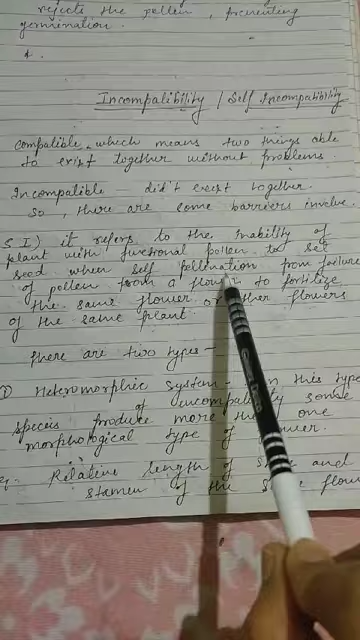 rejects the pollen, preventing
germination.
Incompatibility / Self Incompatibility
Compatible - which means two things able
to exist together without problems
Incompatible - didn't exist together.
So, there are some barriers involve.
S.I) it refers to the inability of
plant with functional pollen to set
seed when self pollination from failure
of pollen from a flower to fertilize
the same flower or other flowers
of the same plant.
There are two types -
① Heteromorphic System - In this type
of incompatibility some
species produce more than one
morphological type of flower.
eg. Relative length of and
stamen of the same flow